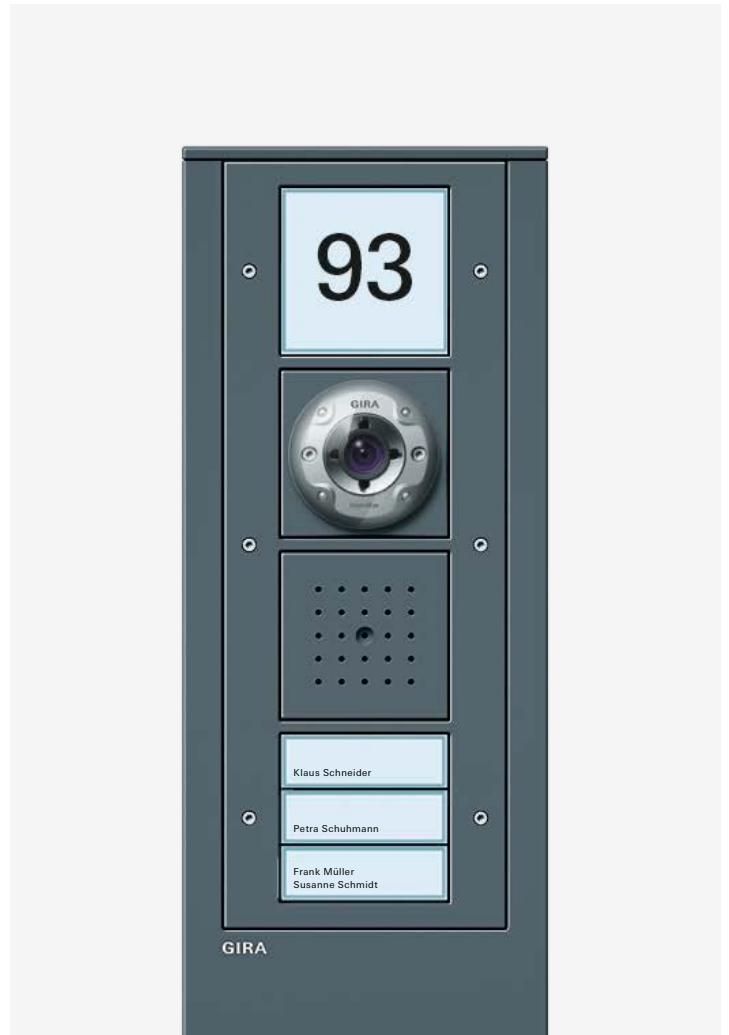 93
GIRA
Klaus Schneider
Petra Schuhmann
Frank Müller
Susanne Schmidt
GIRA